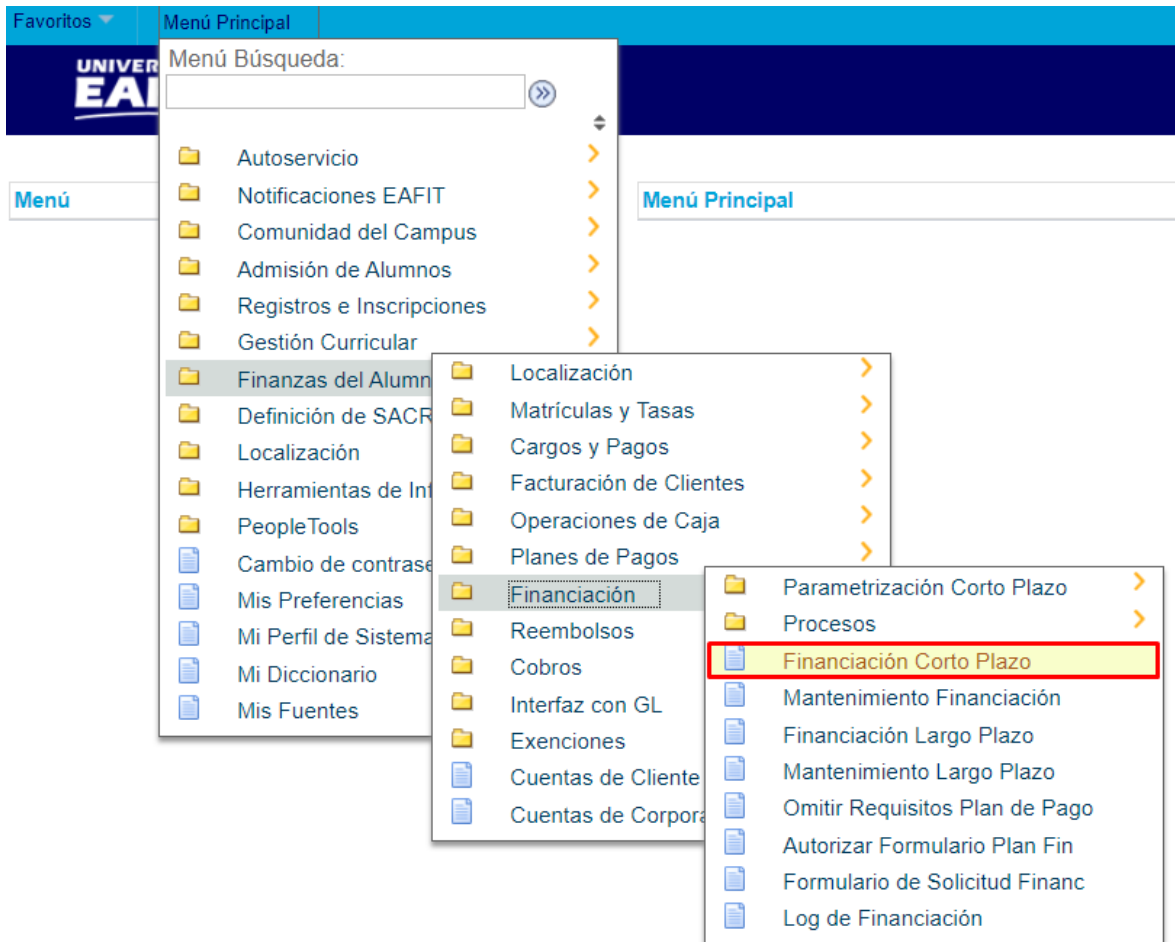 Favoritos Menú Principal
UNIVER
EAI
Menú Búsqueda:
Menú
Menú Principal
Autoservicio
Notificaciones EAFIT
Comunidad del Campus
Admisión de Alumnos
Registros e Inscripciones
Gestión Curricular
Finanzas del Alumn
Definición de SACR
Localización
Herramientas de Inf
PeopleTools
Cambio de contrase
Mis Preferencias
Mi Perfil de Sistema
Mi Diccionario
Mis Fuentes
Localización
Matrículas y Tasas
Cargos y Pagos
Facturación de Clientes
Operaciones de Caja
Planes de Pagos
Financiación
Reembolsos
Cobros
Interfaz con GL
Exenciones
Cuentas de Cliente
Cuentas de Corpora
Parametrización Corto Plazo
Procesos
Financiación Corto Plazo
Mantenimiento Financiación
Financiación Largo Plazo
Mantenimiento Largo Plazo
Omitir Requisitos Plan de Pago
Autorizar Formulario Plan Fin
Formulario de Solicitud Financ
Log de Financiación